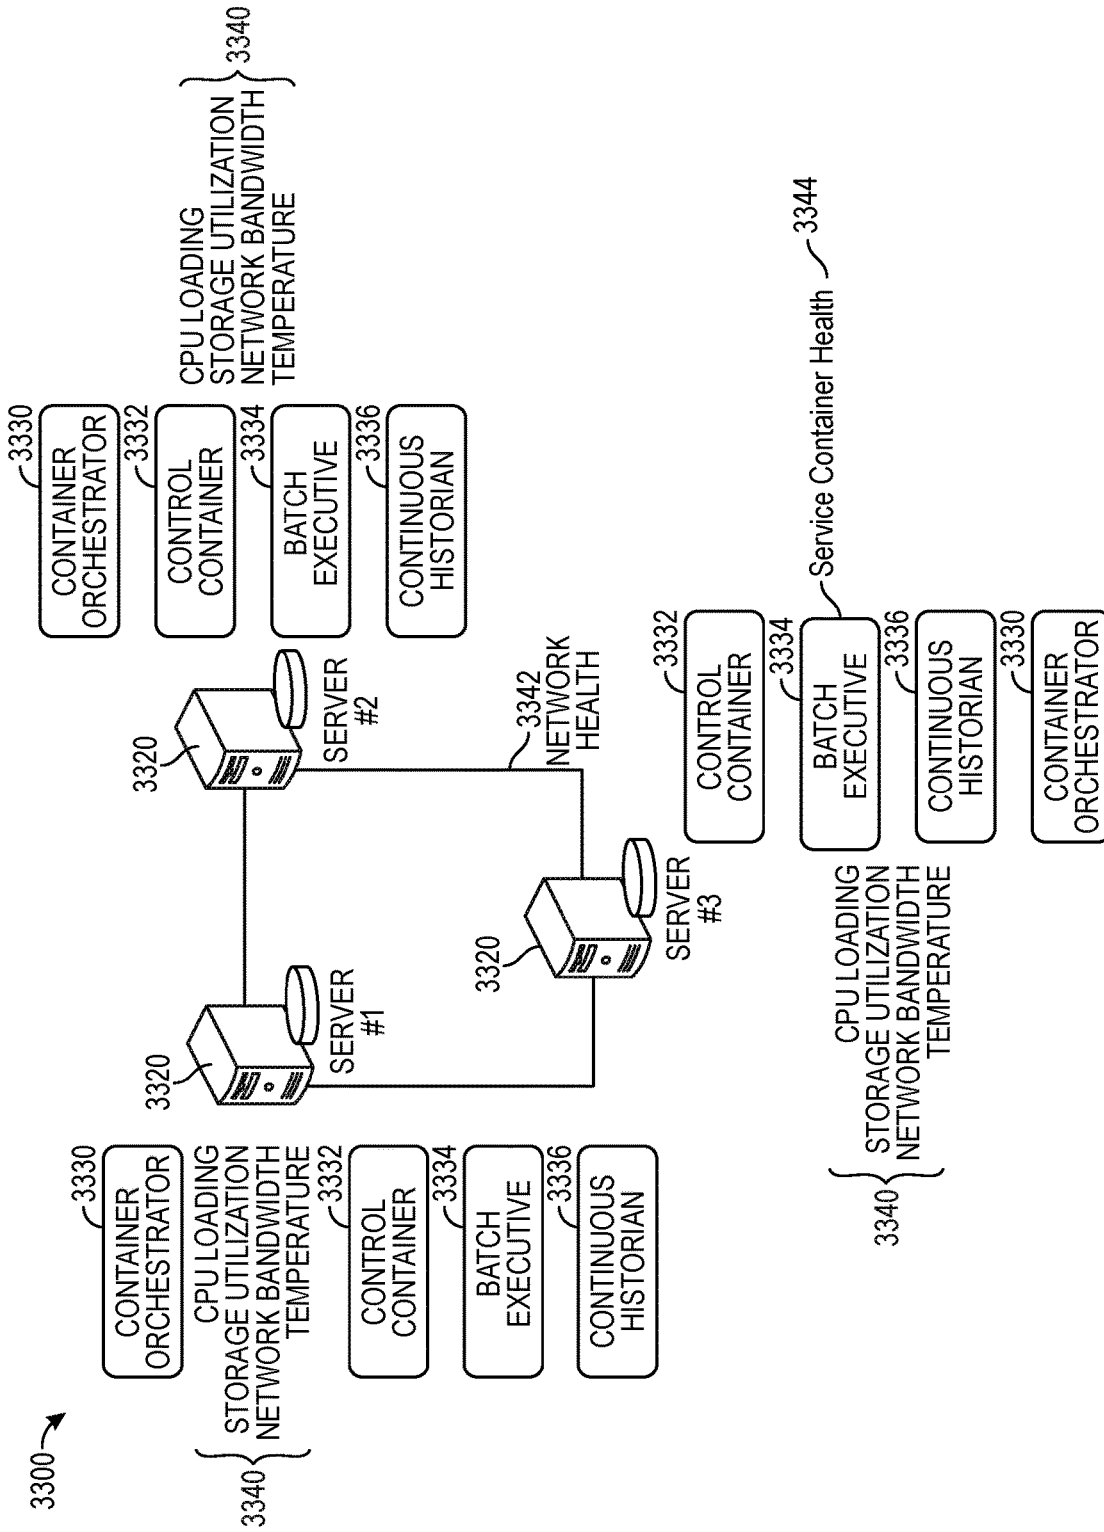 3300
3330
CONTAINER
ORCHESTRATOR
3340
CPU LOADING
STORAGE UTILIZATION
NETWORK BANDWIDTH
TEMPERATURE
3332
CONTROL
CONTAINER
3334
BATCH
EXECUTIVE
3336
CONTINUOUS
HISTORIAN
3320
SERVER
#1
3320
SERVER
#2
3320
SERVER
#3
3342
NETWORK
HEALTH
3330
CONTAINER
ORCHESTRATOR
3332
CONTROL
CONTAINER
3334
BATCH
EXECUTIVE
3336
CONTINUOUS
HISTORIAN
CPU LOADING
STORAGE UTILIZATION
NETWORK BANDWIDTH
TEMPERATURE
3340
3340
CPU LOADING
STORAGE UTILIZATION
NETWORK BANDWIDTH
TEMPERATURE
3332
CONTROL
CONTAINER
3334
BATCH
EXECUTIVE
Service Container Health
3344
3336
CONTINUOUS
HISTORIAN
3330
CONTAINER
ORCHESTRATOR